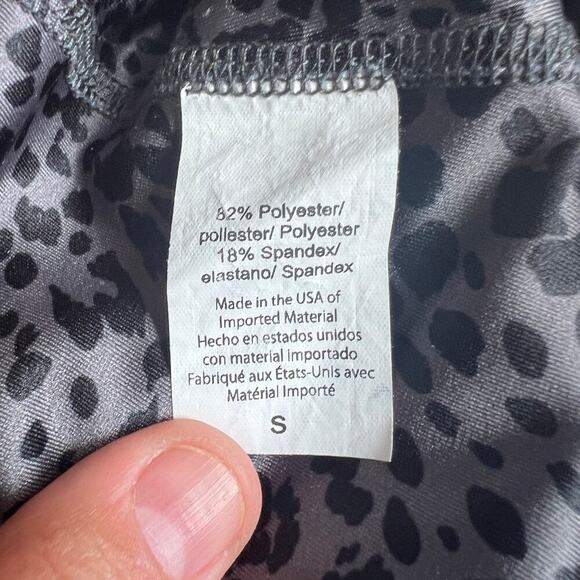 82% Polyester/
poliester/ Polyester
18% Spandex/
elastano/ Spandex
Made in the USA of
Imported Material
Hecho en estados unidos
con material importado
Fabriqué aux États-Unis avec
Matérial Importé
S